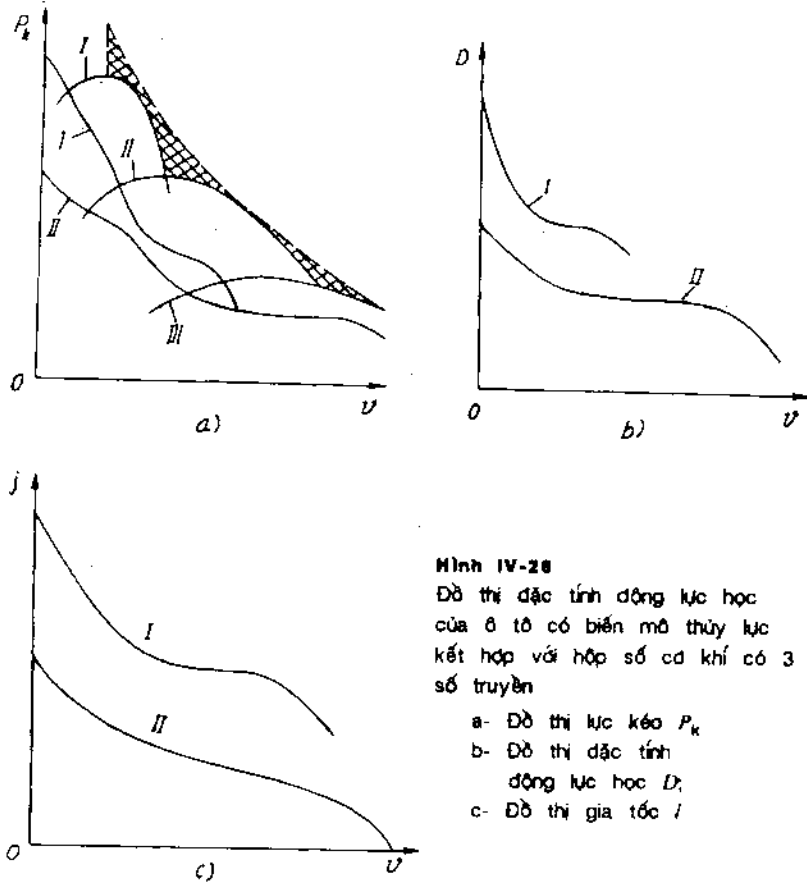 P_k
I
I
II
II
III
O
v
a)
D
I
II
O
v
b)
j
I
II
O
v
c)
Hình IV-28
Đồ thị đặc tính động lực học
của ô tô có biến mô thủy lực
kết hợp với hộp số cơ khí có 3
số truyền
a- Đồ thị lực kéo P_k
b- Đồ thị đặc tính
động lực học D;
c- Đồ thị gia tốc j